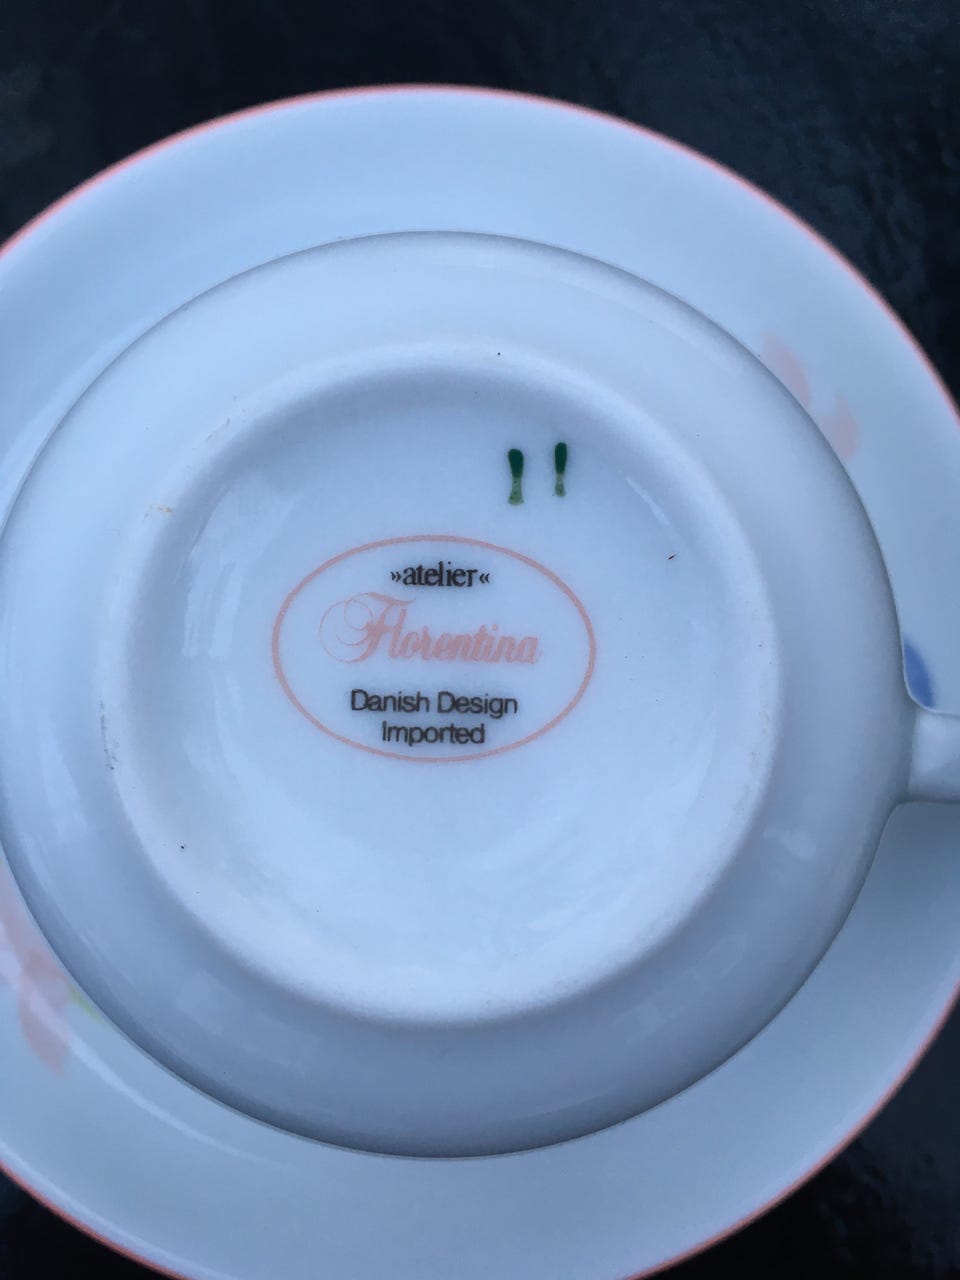 »atelier«
Florentina
Danish Design
Imported